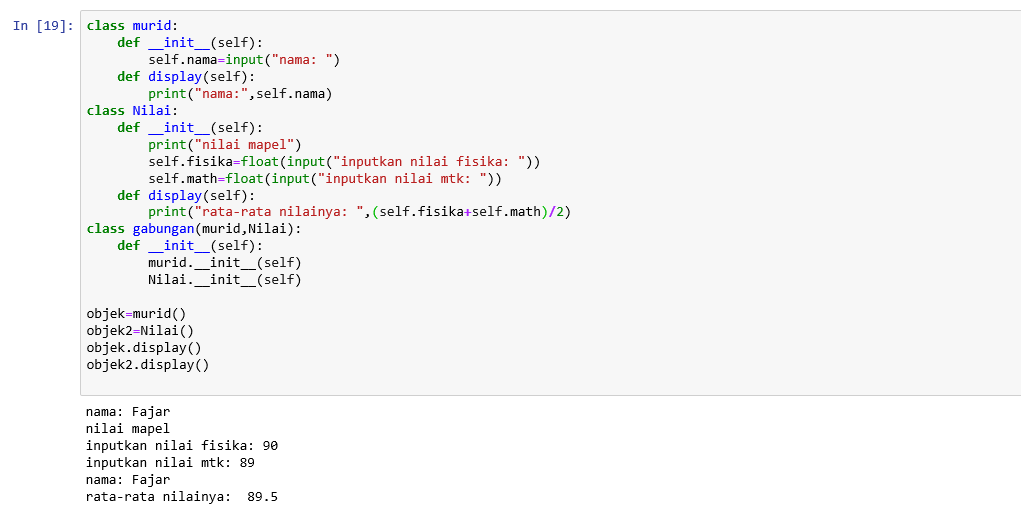 In [19]: class murid:
    def __init__(self):
        self.nama=input("nama: ")
    def display(self):
        print("nama:",self.nama)
class Nilai:
    def __init__(self):
        print("nilai mapel")
        self.fisika=float(input("inputkan nilai fisika: "))
        self.math=float(input("inputkan nilai mtk: "))
    def display(self):
        print("rata-rata nilainya: ",(self.fisika+self.math)/2)
class gabungan(murid,Nilai):
    def __init__(self):
        murid.__init__(self)
        Nilai.__init__(self)

objek=murid()
objek2=Nilai()
objek.display()
objek2.display()

nama: Fajar
nilai mapel
inputkan nilai fisika: 90
inputkan nilai mtk: 89
nama: Fajar
rata-rata nilainya:  89.5